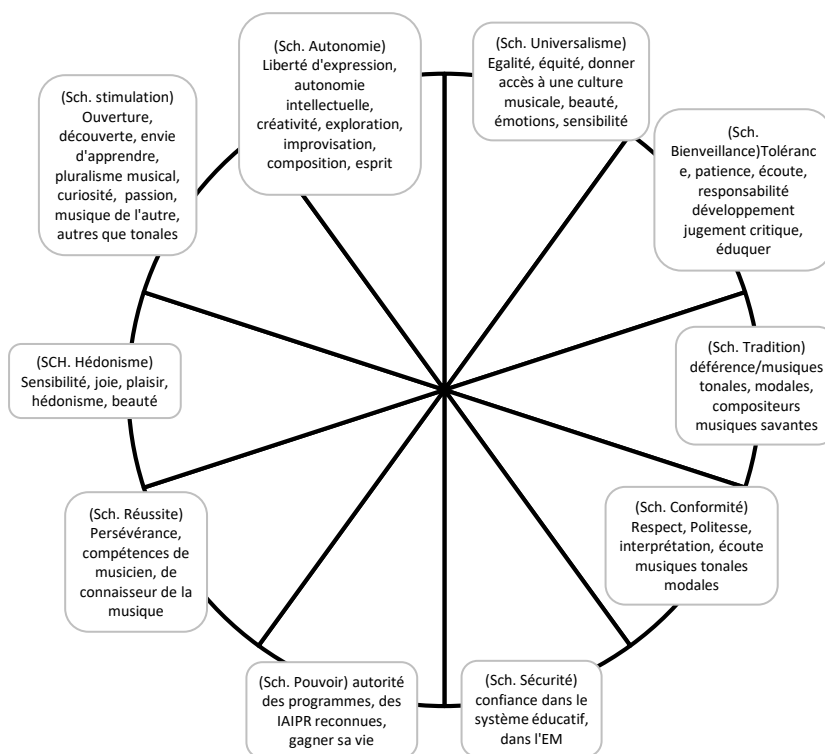 (Sch. Autonomie)
Liberté d'expression,
autonomie
intellectuelle,
créativité, exploration,
improvisation,
composition, esprit
(Sch. Universalisme)
Egalité, équité, donner
accès à une culture
musicale, beauté,
émotions, sensibilité
(Sch.
Bienveillance)Toléranc
e, patience, écoute,
responsabilité
développement
jugement critique,
éduquer
(Sch. Tradition)
déférence/musiques
tonales, modales,
compositeurs
musiques savantes
(Sch. Conformité)
Respect, Politesse,
interprétation, écoute
musiques tonales
modales
(Sch. Sécurité)
confiance dans le
système éducatif,
dans l'EM
(Sch. Pouvoir) autorité
des programmes, des
IAIPR reconnues,
gagner sa vie
(Sch. Réussite)
Persévérance,
compétences de
musicien, de
connaisseur de la
musique
(SCH. Hédonisme)
Sensibilité, joie, plaisir,
hédonisme, beauté
(Sch. stimulation)
Ouverture,
découverte, envie
d'apprendre,
pluralisme musical,
curiosité, passion,
musique de l'autre,
autres que tonales